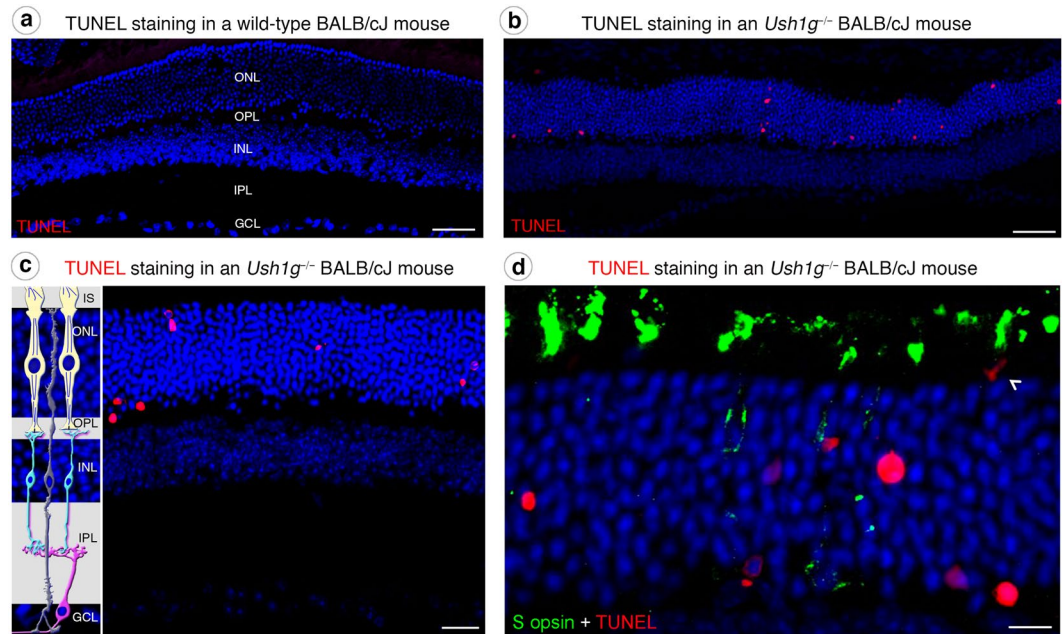 a TUNEL staining in a wild-type BALB/cJ mouse
ONL
OPL
INL
IPL
GCL
TUNEL
b TUNEL staining in an Ush1g–/– BALB/cJ mouse
TUNEL
c TUNEL staining in an Ush1g–/– BALB/cJ mouse
IS
ONL
OPL
INL
IPL
GCL
d TUNEL staining in an Ush1g–/– BALB/cJ mouse
S opsin + TUNEL